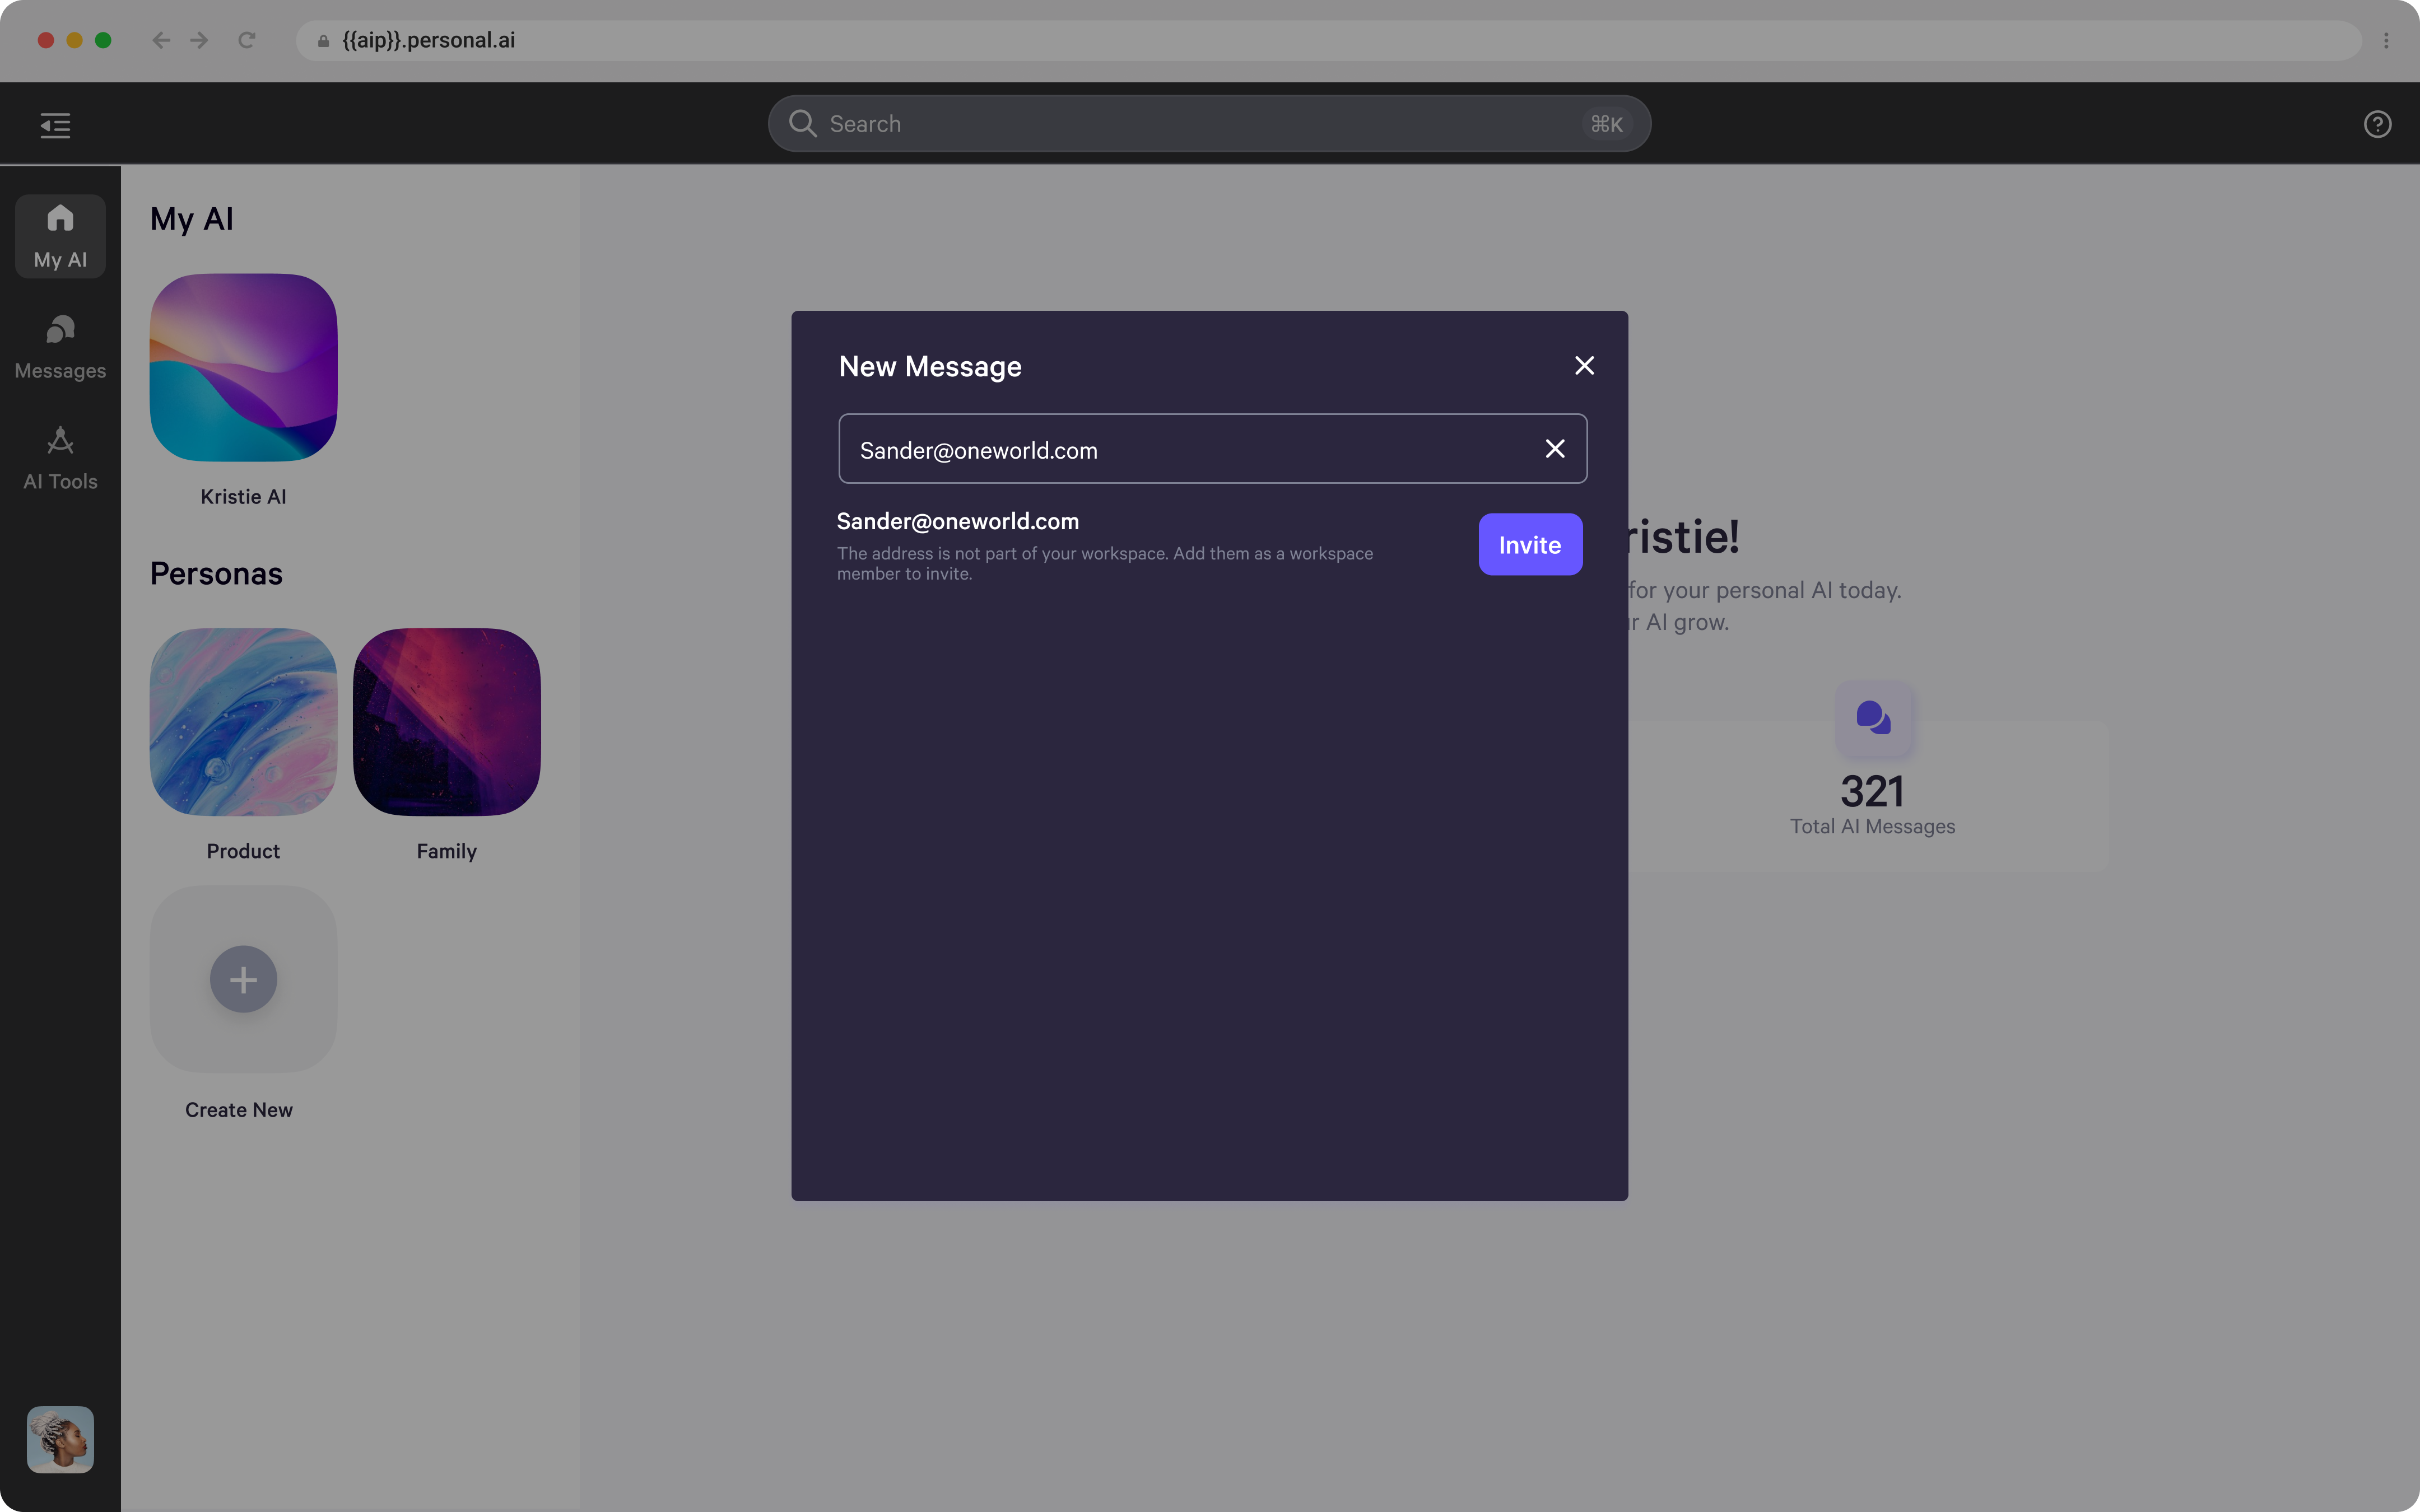 {{aip}}.personal.ai
Search
⌘K
My AI
Messages
AI Tools
My AI
Kristie AI
Personas
Product
Family
Create New
New Message
Sander@oneworld.com
Sander@oneworld.com
The address is not part of your workspace. Add them as a workspace
member to invite.
Invite
ristie!
for your personal AI today.
r AI grow.
321
Total AI Messages